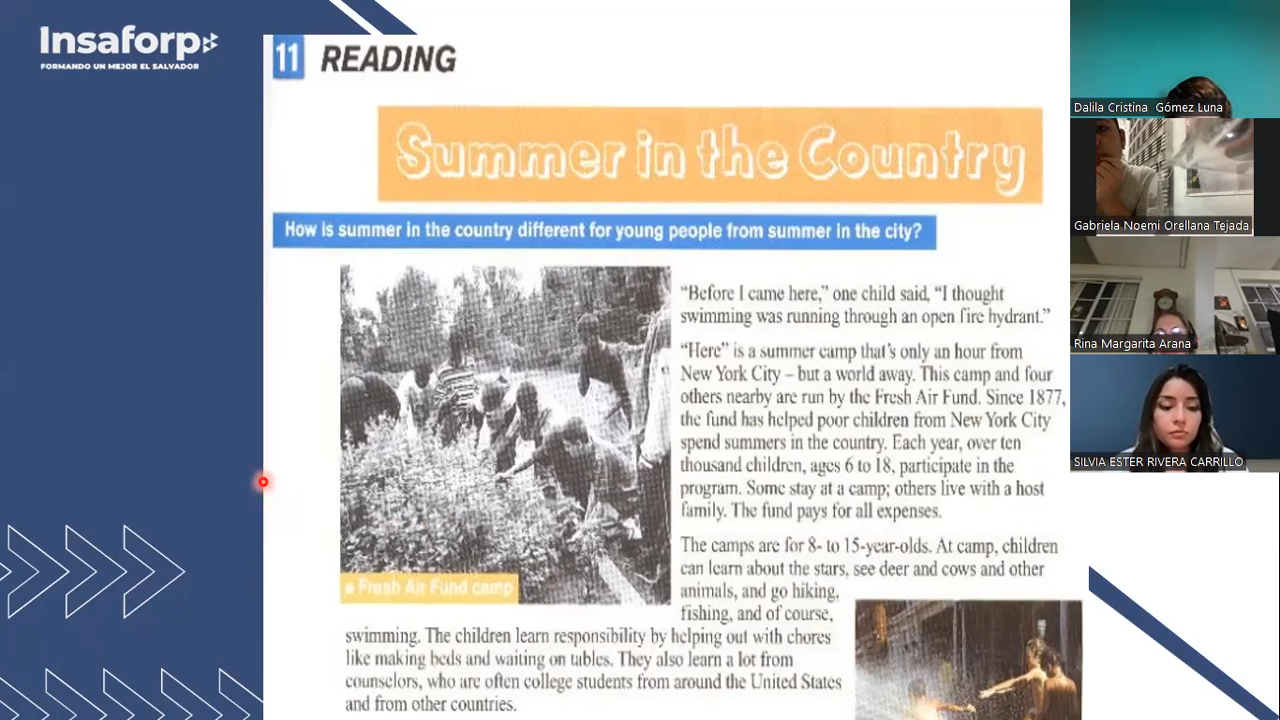 Insaforp
FORMANDO UN MEJOR EL SALVADOR
11 READING
Summer in the Country
How is summer in the country different for young people from summer in the city?
"Before I came here," one child said, "I thought
swimming was running through an open fire hydrant."
"Here" is a summer camp that's only an hour from
New York City – but a world away. This camp and four
others nearby are run by the Fresh Air Fund. Since 1877,
the fund has helped poor children from New York City
spend summers in the country. Each year, over ten
thousand children, ages 6 to 18, participate in the
program. Some stay at a camp; others live with a host
family. The fund pays for all expenses.
a Fresh Air Fund camp
The camps are for 8- to 15-year-olds. At camp, children
can learn about the stars, see deer and cows and other
animals, and go hiking,
fishing, and of course,
swimming. The children learn responsibility by helping out with chores
like making beds and waiting on tables. They also learn a lot from
counselors, who are often college students from around the United States
and from other countries.
Dalila Cristina Gómez Luna
Gabriela Noemi Orellana Tejada
Rina Margarita Arana
SILVIA ESTER RIVERA CARRILLO